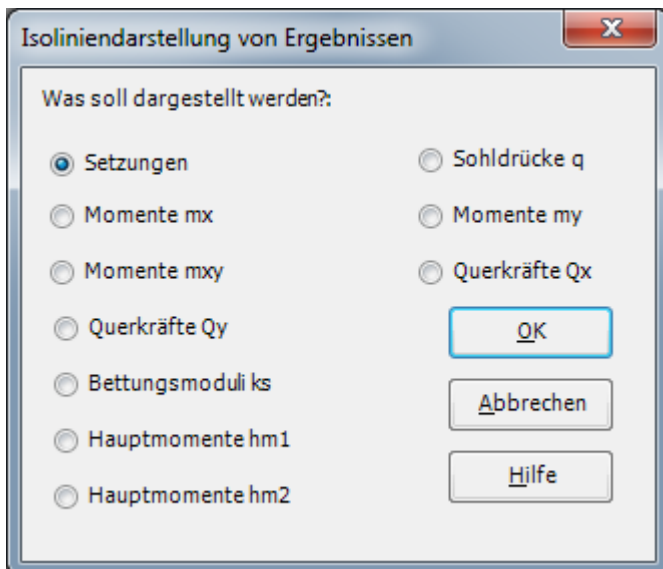 Isoliniendarstellung von Ergebnissen
Was soll dargestellt werden?:
Setzungen
Sohldrücke q
Momente mx
Momente my
Momente mxy
Querkräfte Qx
Querkräfte Qy
OK
Bettungsmoduli ks
Abbrechen
Hauptmomente hm1
Hilfe
Hauptmomente hm2